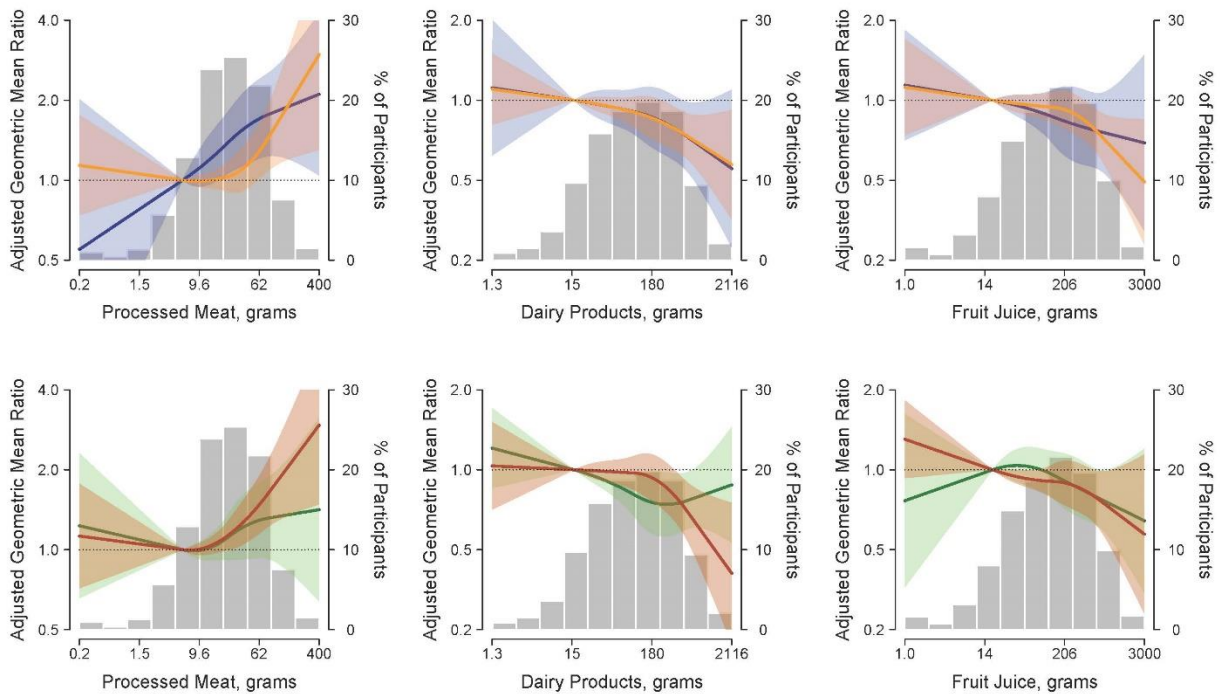 Adjusted Geometric Mean Ratio
4.0
2.0
1.0
0.5
30
20
10
0
% of Participants
0.2 1.5 9.6 62 400
Processed Meat, grams
Adjusted Geometric Mean Ratio
2.0
1.0
0.5
0.2
30
20
10
0
% of Participants
1.3 15 180 2116
Dairy Products, grams
Adjusted Geometric Mean Ratio
2.0
1.0
0.5
0.2
30
20
10
0
% of Participants
1.0 14 206 3000
Fruit Juice, grams
Adjusted Geometric Mean Ratio
4.0
2.0
1.0
0.5
30
20
10
0
% of Participants
0.2 1.5 9.6 62 400
Processed Meat, grams
Adjusted Geometric Mean Ratio
2.0
1.0
0.5
0.2
30
20
10
0
% of Participants
1.3 15 180 2116
Dairy Products, grams
Adjusted Geometric Mean Ratio
2.0
1.0
0.5
0.2
30
20
10
0
% of Participants
1.0 14 206 3000
Fruit Juice, grams